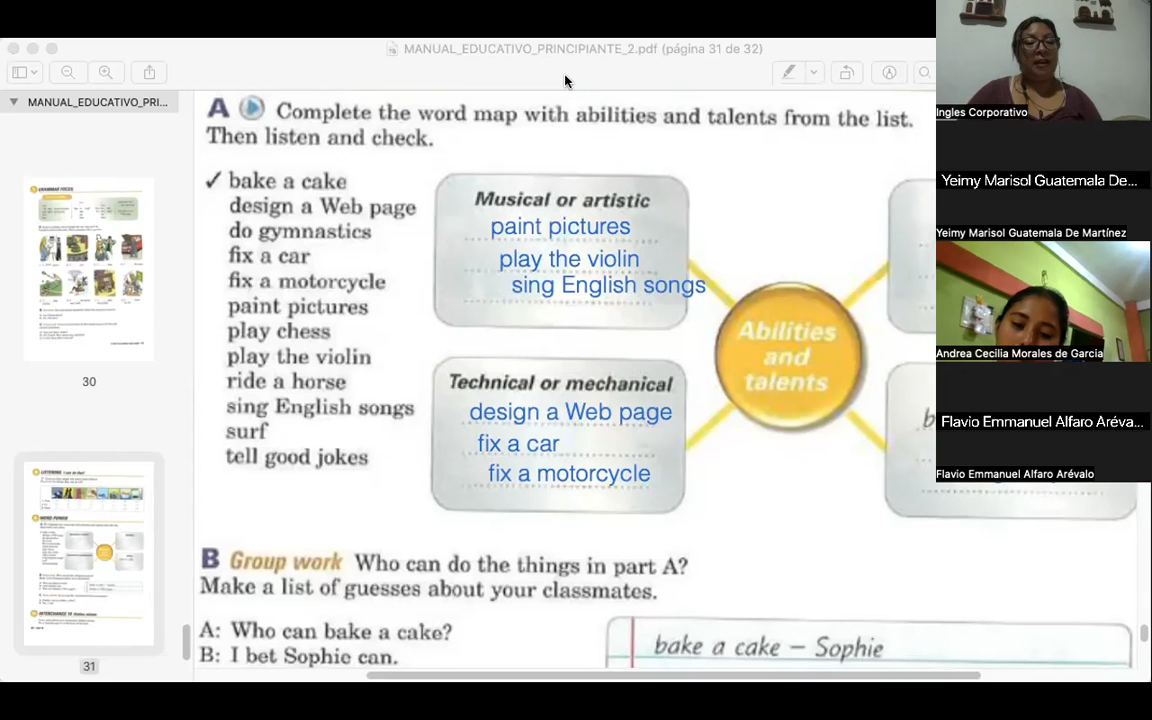 MANUAL_EDUCATIVO_PRINCIPIANTE_2.pdf (página 31 de 32)
MANUAL_EDUCATIVO_PRI...
30
31
A Complete the word map with abilities and talents from the list.
Then listen and check.
✓ bake a cake
design a Web page
do gymnastics
fix a car
fix a motorcycle
paint pictures
play chess
play the violin
ride a horse
sing English songs
surf
tell good jokes
Musical or artistic
paint pictures
play the violin
sing English songs
Technical or mechanical
design a Web page
fix a car
fix a motorcycle
Abilities
and
talents
b
B Group work Who can do the things in part A?
Make a list of guesses about your classmates.
A: Who can bake a cake?
B: I bet Sophie can.
bake a cake – Sophie
Ingles Corporativo
Yeimy Marisol Guatemala De...
Yeimy Marisol Guatemala De Martínez
Andrea Cecilia Morales de Garcia
Flavio Emmanuel Alfaro Aréva...
Flavio Emmanuel Alfaro Arévalo